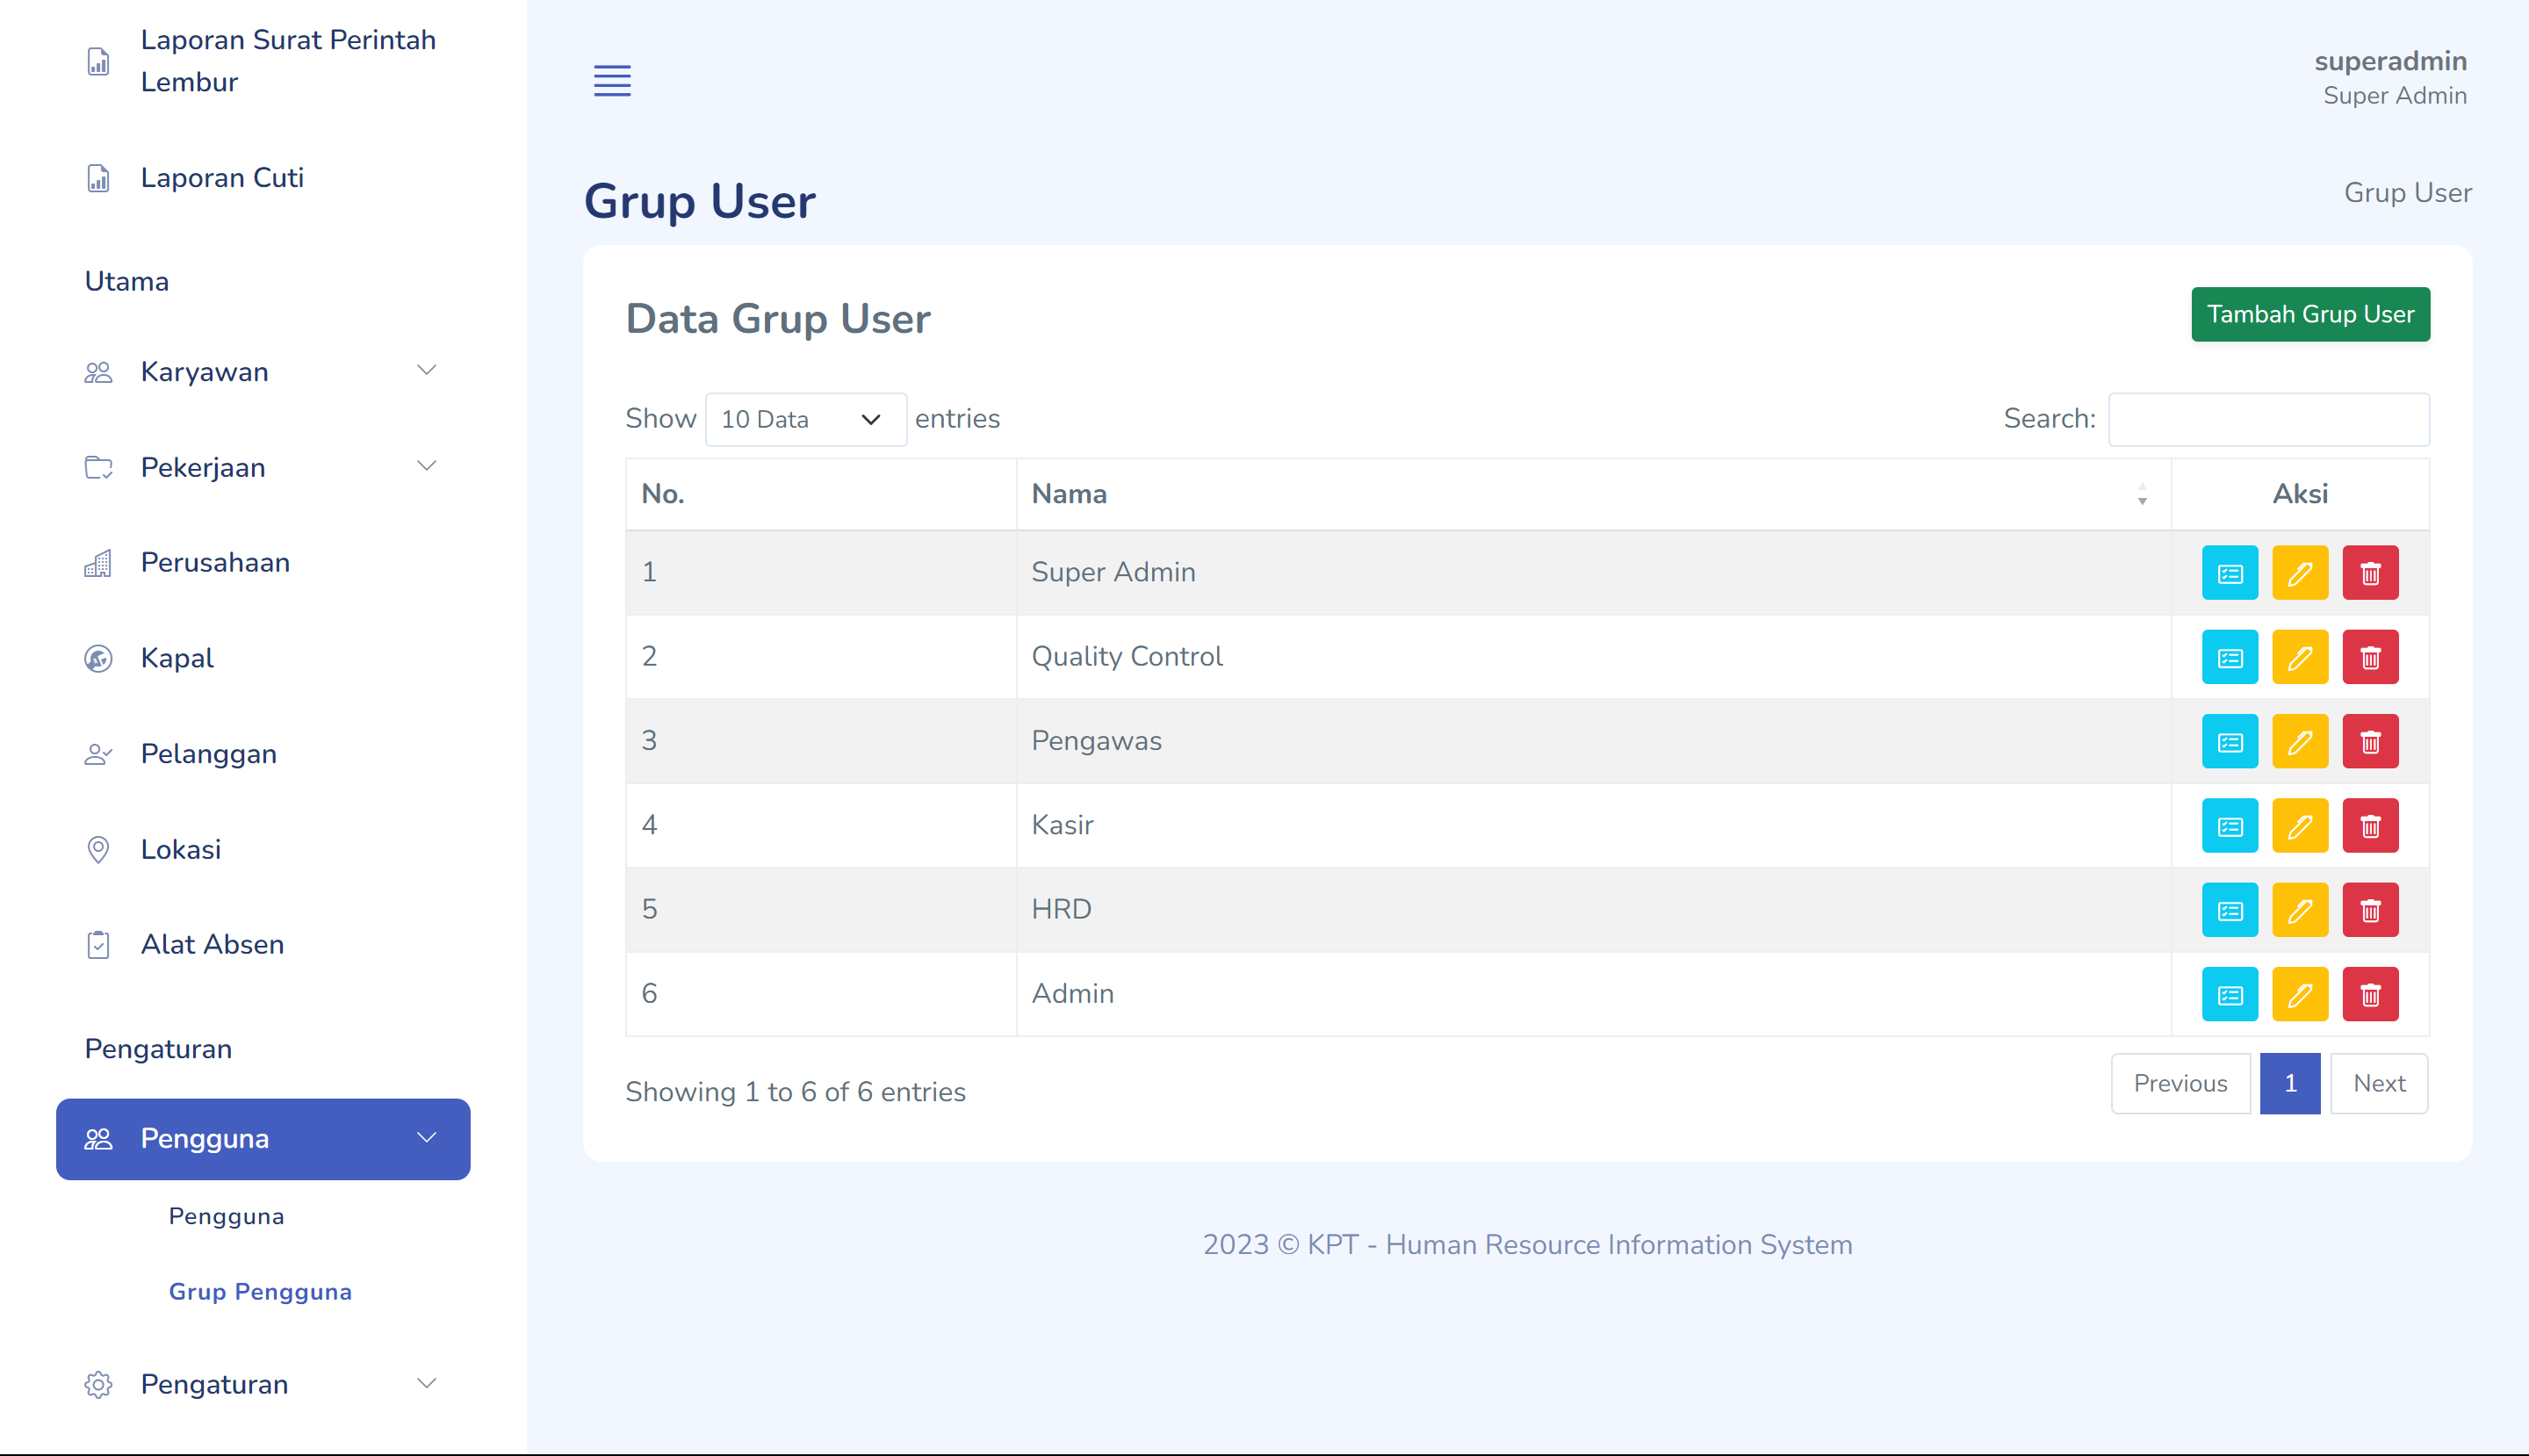 Laporan Surat Perintah
Lembur
Laporan Cuti
Utama
Karyawan
Pekerjaan
Perusahaan
Kapal
Pelanggan
Lokasi
Alat Absen
Pengaturan
Pengguna
Pengguna
Grup Pengguna
Pengaturan
superadmin
Super Admin
Grup User
Grup User
Data Grup User
Tambah Grup User
Show 10 Data entries
Search:
No. Nama Aksi
1 Super Admin
2 Quality Control
3 Pengawas
4 Kasir
5 HRD
6 Admin
Showing 1 to 6 of 6 entries
Previous 1 Next
2023 © KPT - Human Resource Information System